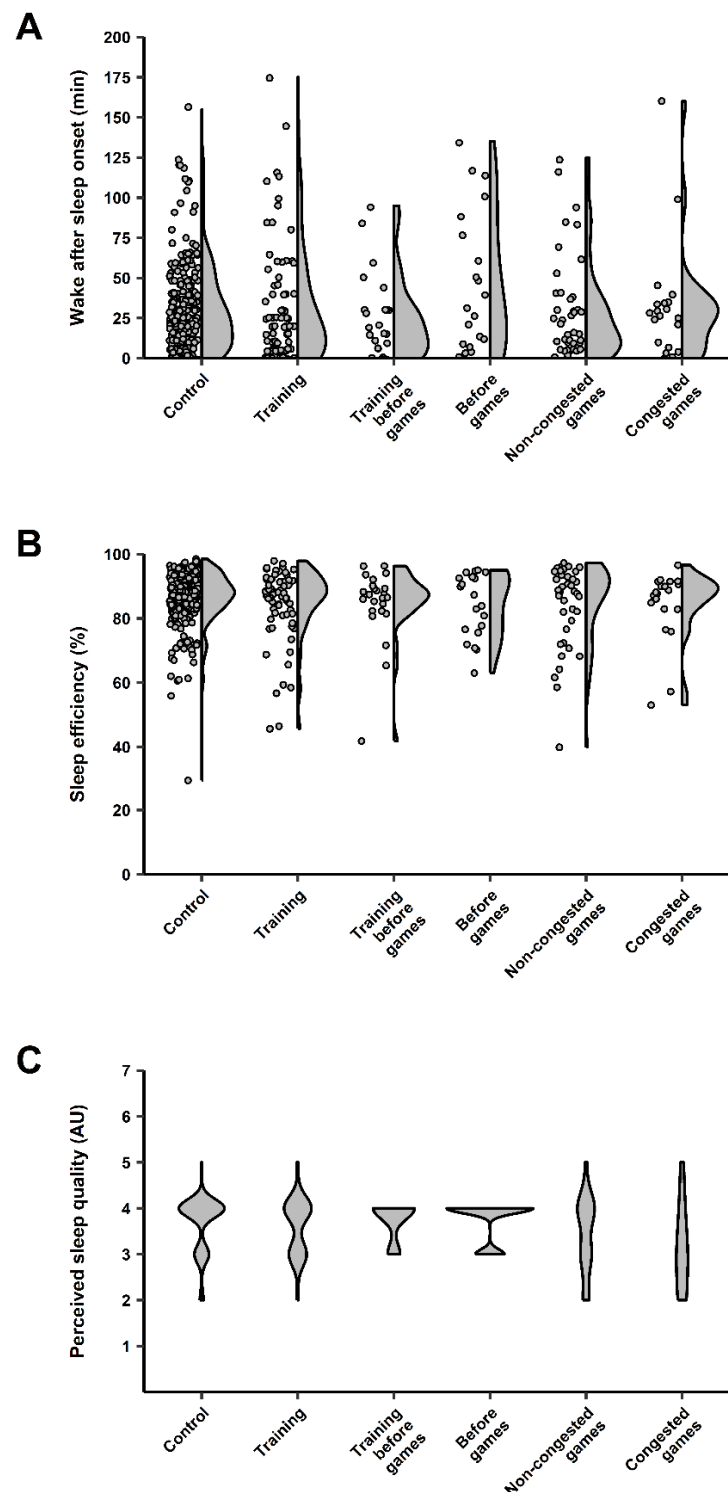 A
Wake after sleep onset (min)
200
175
150
125
100
75
50
25
0
Control
Training
Training
before
games
Before
games
Non-congested
games
Congested
games
B
Sleep efficiency (%)
100
80
60
40
20
0
Control
Training
Training
before
games
Before
games
Non-congested
games
Congested
games
C
Perceived sleep quality (AU)
7
6
5
4
3
2
1
Control
Training
Training
before
games
Before
games
Non-congested
games
Congested
games